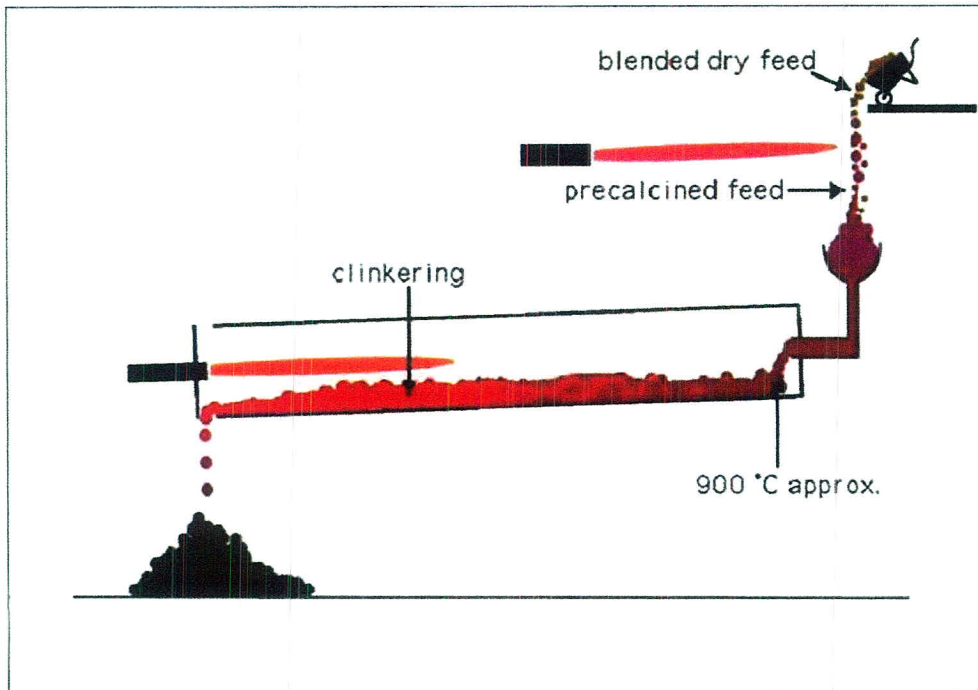 blended dry feed
precalcined feed
clinkering
900 °C approx.